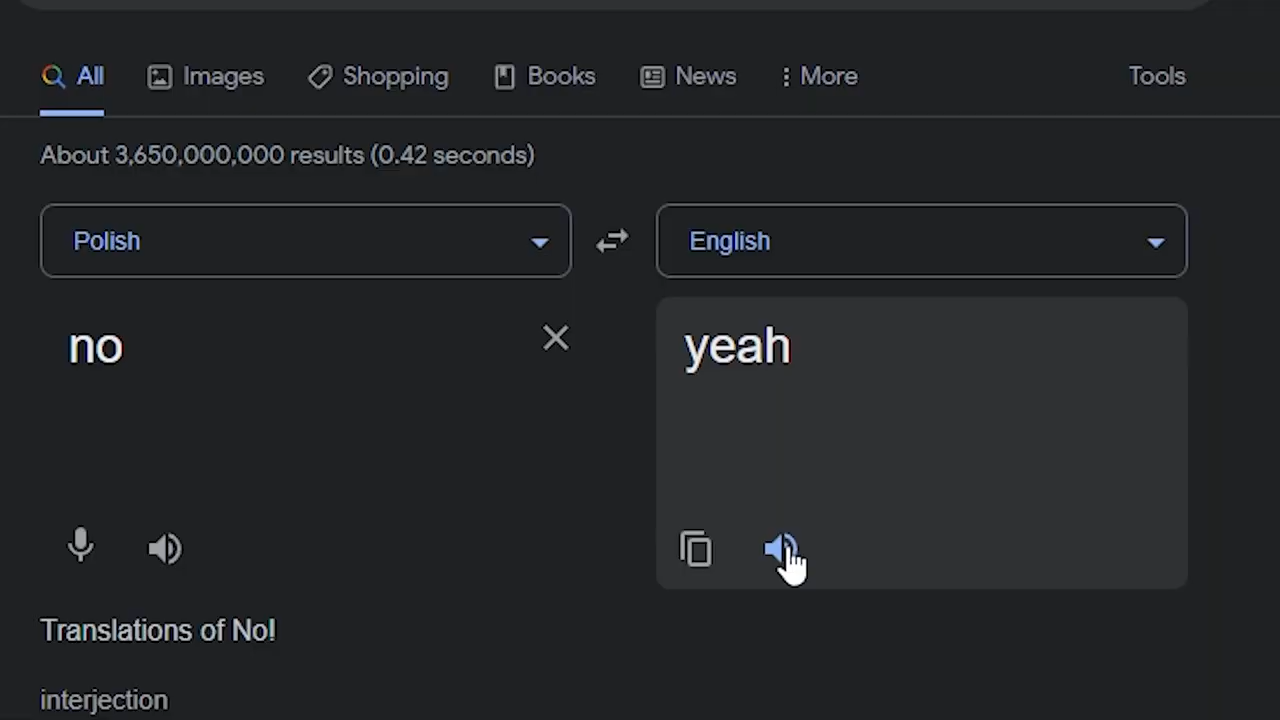 All Images Shopping Books News More Tools
About 3,650,000,000 results (0.42 seconds)
Polish English
no yeah
Translations of No!
interjection